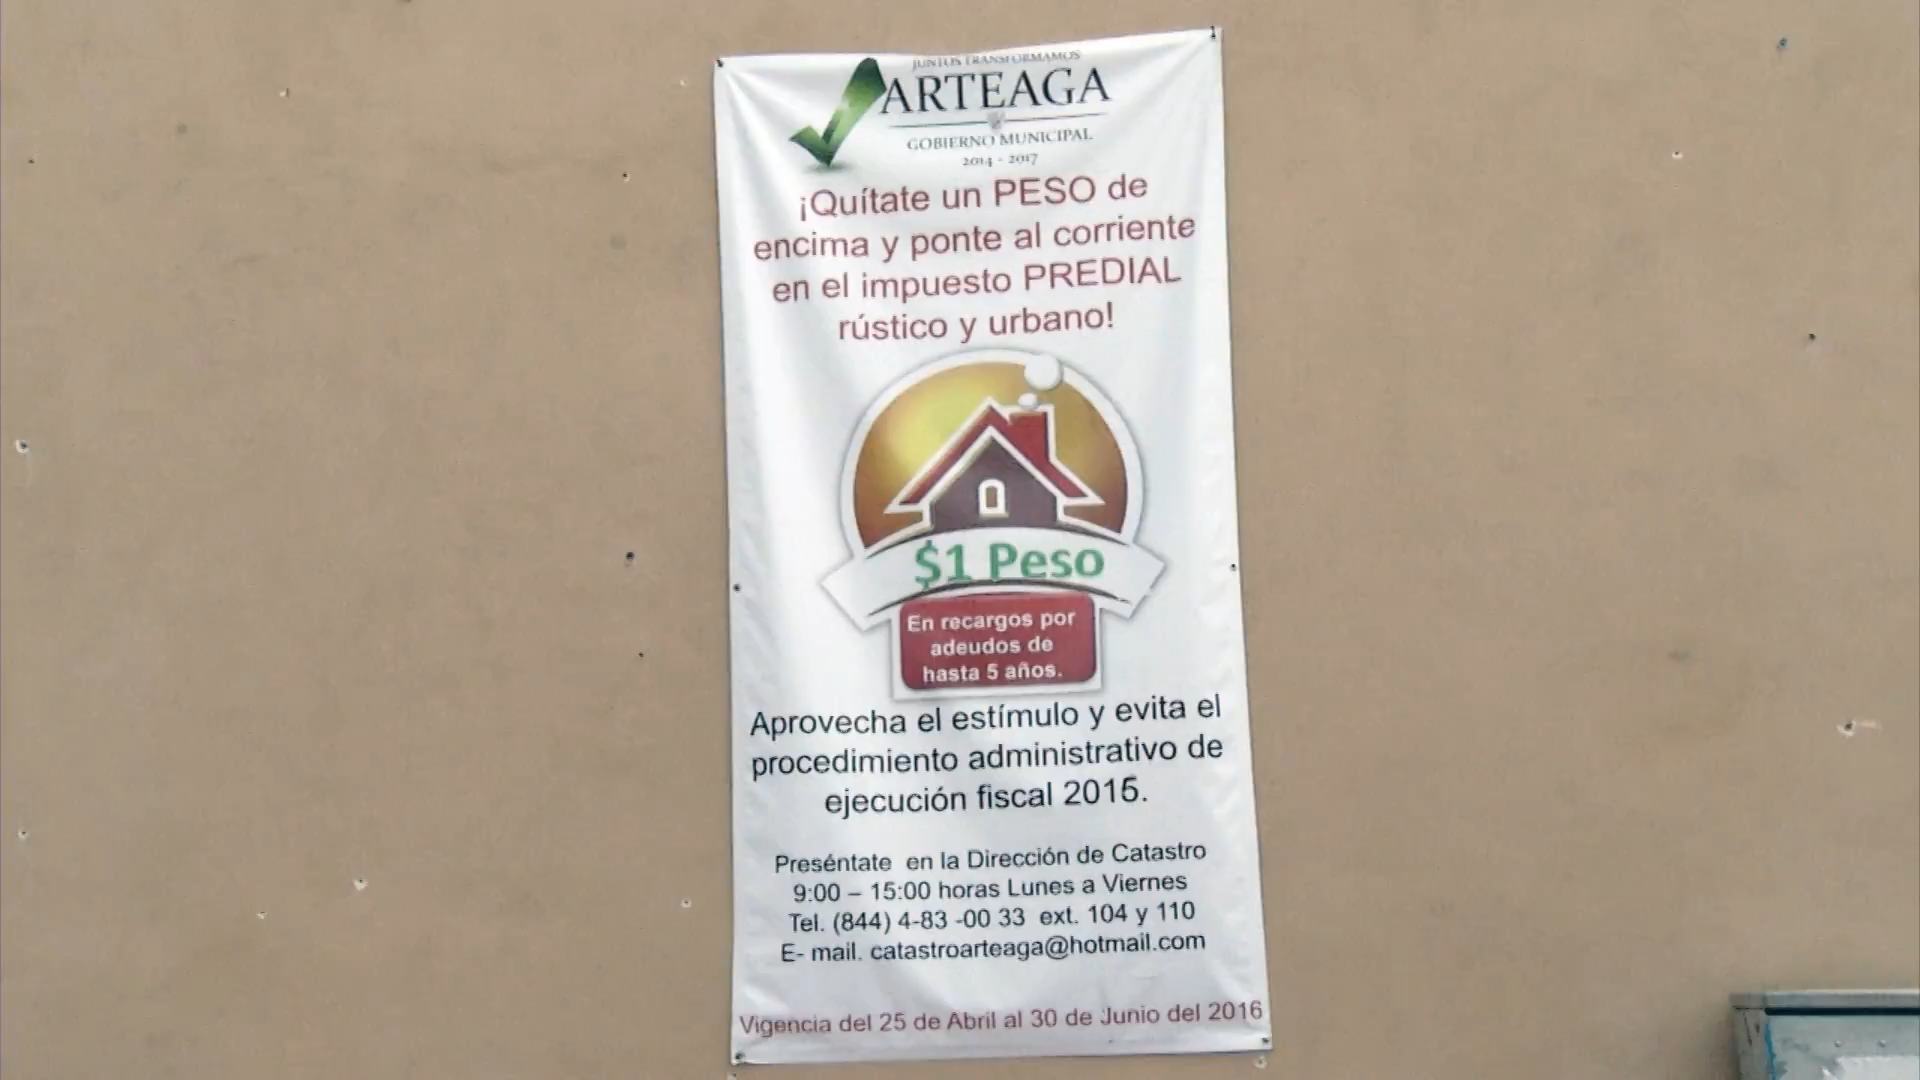 JUNTOS TRANSFORMAMOS
ARTEAGA
GOBIERNO MUNICIPAL
2014 - 2017
¡Quítate un PESO de
encima y ponte al corriente
en el impuesto PREDIAL
rústico y urbano!
$1 Peso
En recargos por
adeudos de
hasta 5 años.
Aprovecha el estímulo y evita el
procedimiento administrativo de
ejecución fiscal 2016.
Preséntate en la Dirección de Catastro
9:00 – 15:00 horas Lunes a Viernes
Tel. (844) 4-83 -00 33 ext. 104 y 110
E- mail. catastroarteaga@hotmail.com
Vigencia del 25 de Abril al 30 de Junio del 2016